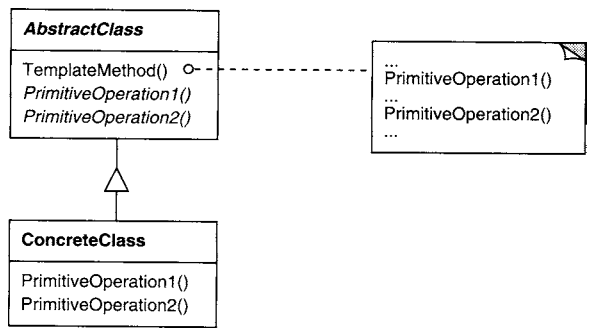 AbstractClass
TemplateMethod()
PrimitiveOperation1()
PrimitiveOperation2()
...
PrimitiveOperation1()
...
PrimitiveOperation2()
...
ConcreteClass
PrimitiveOperation1()
PrimitiveOperation2()